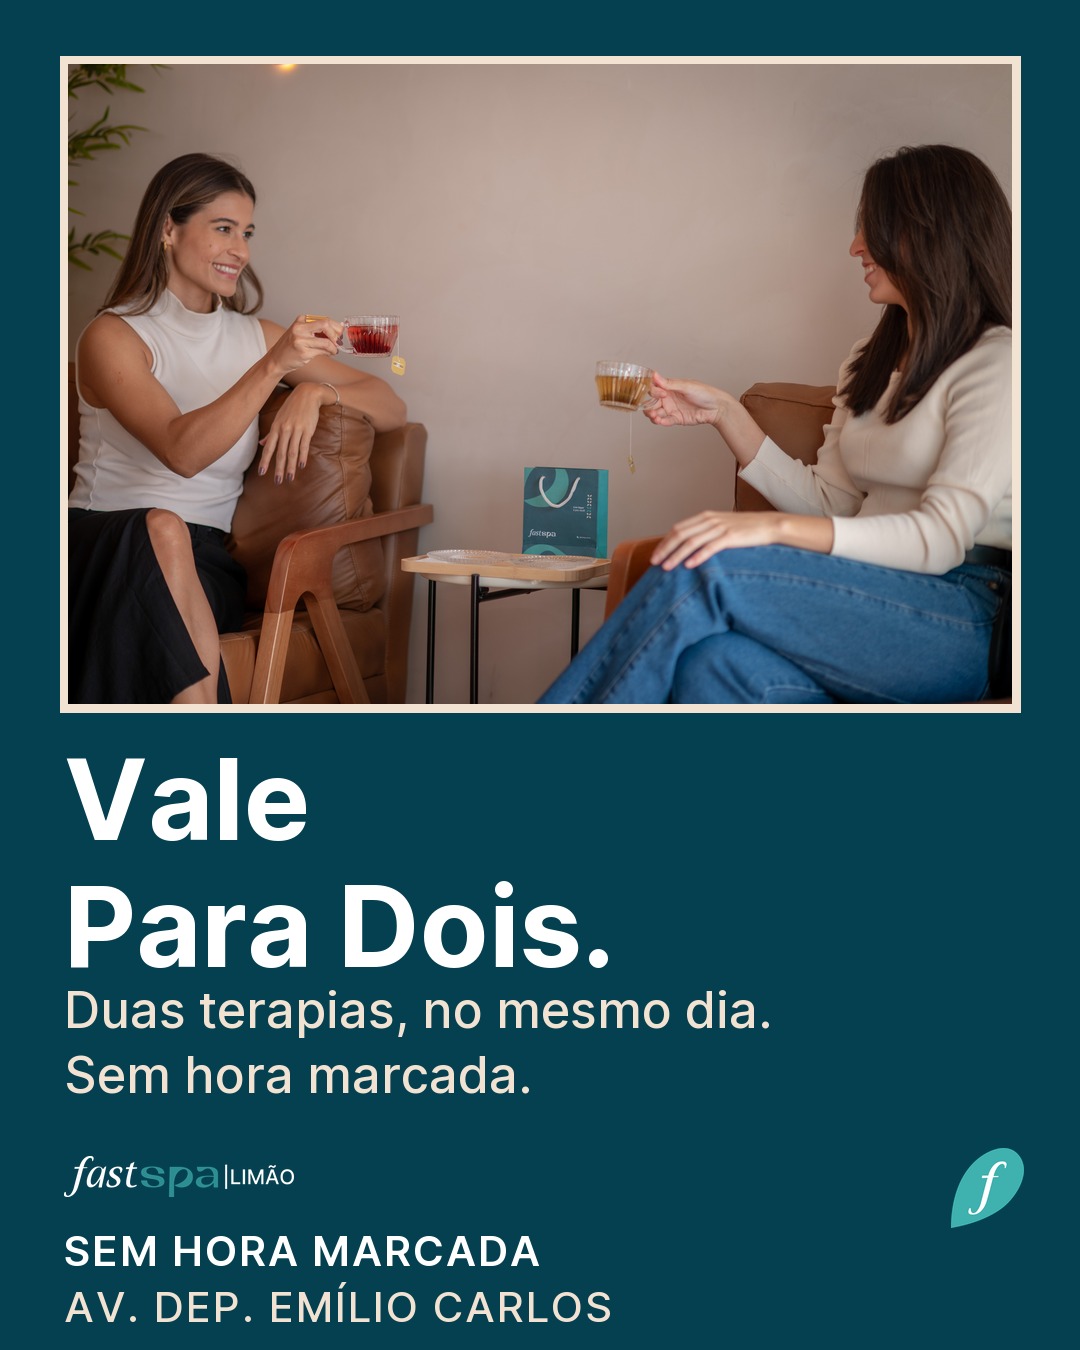 fastspa
Vale
Para Dois.
Duas terapias, no mesmo dia.
Sem hora marcada.
fastspa|LIMÃO
f
SEM HORA MARCADA
AV. DEP. EMÍLIO CARLOS